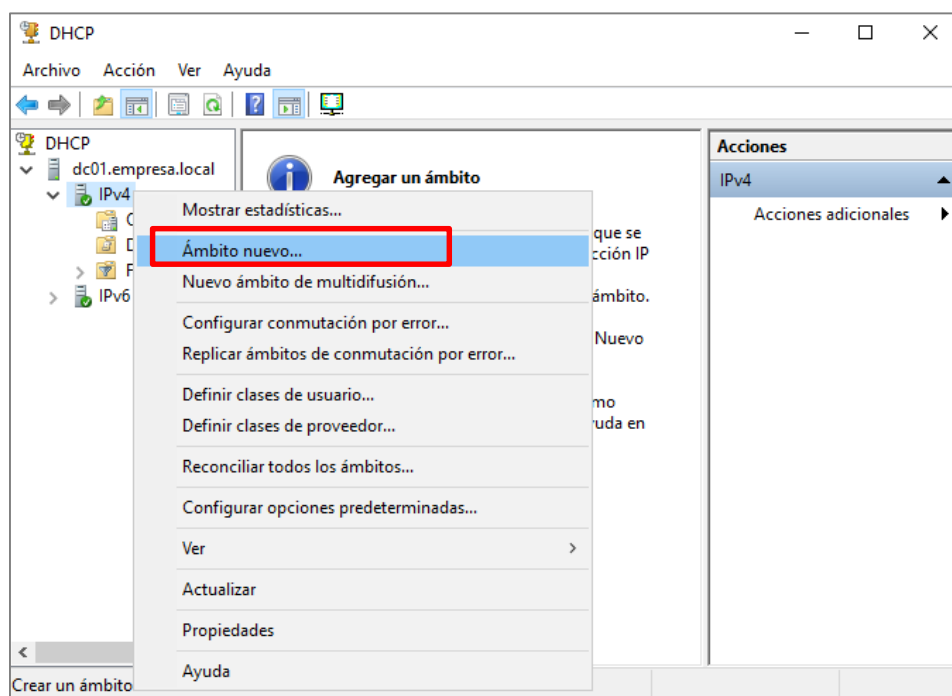 DHCP
Archivo Acción Ver Ayuda
DHCP
dc01.empresa.local
IPv4
IPv6
Agregar un ámbito
que se
cción IP
ámbito.
Nuevo
mo
uda en
Mostrar estadísticas...
Ámbito nuevo...
Nuevo ámbito de multidifusión...
Configurar conmutación por error...
Replicar ámbitos de conmutación por error...
Definir clases de usuario...
Definir clases de proveedor...
Reconciliar todos los ámbitos...
Configurar opciones predeterminadas...
Ver
Actualizar
Propiedades
Ayuda
Acciones
IPv4
Acciones adicionales
Crear un ámbito